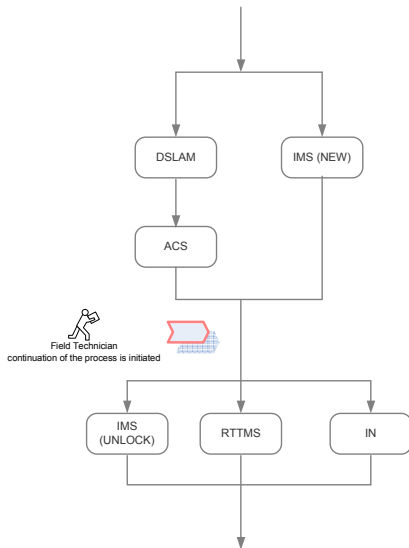 DSLAM
IMS (NEW)
ACS
Field Technician
continuation of the process is initiated
IMS
(UNLOCK)
RTTMS
IN